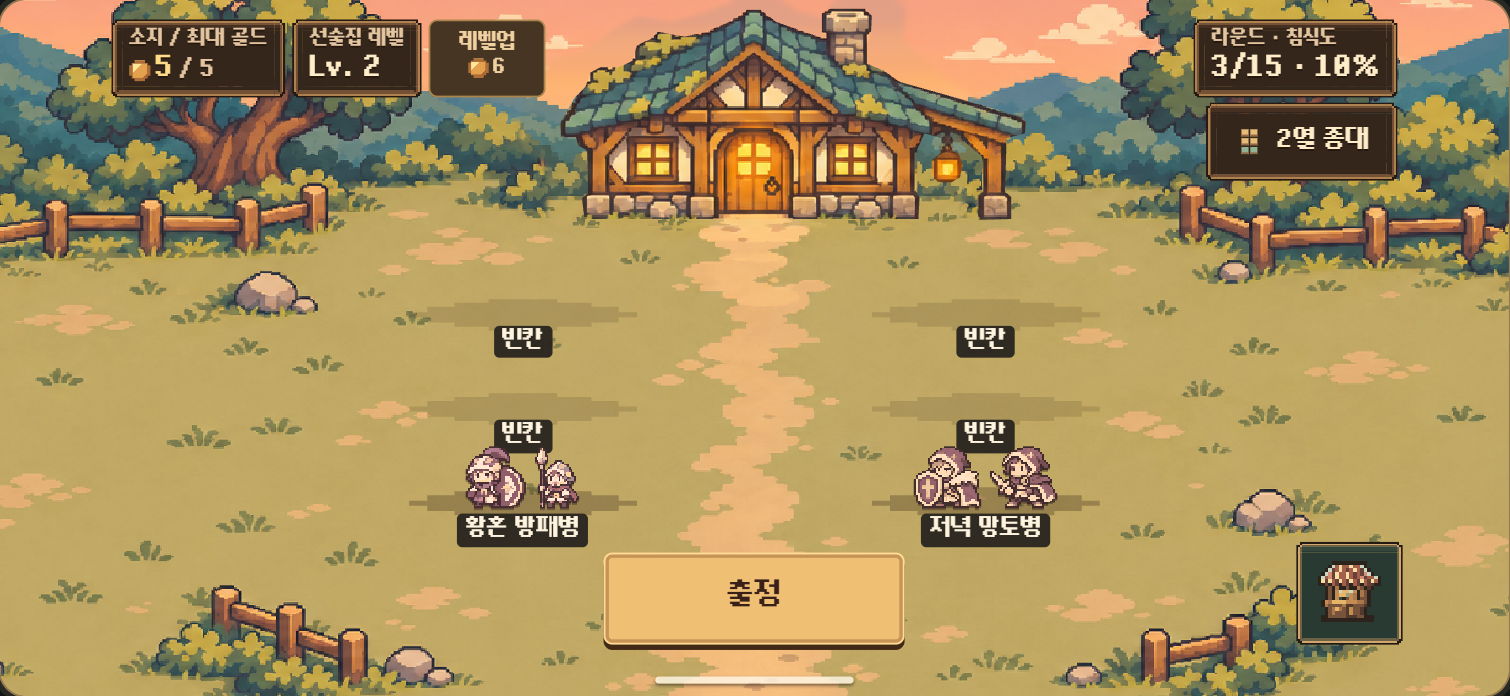 소지 / 최대 골드
5 / 5
선술집 레벨
Lv. 2
레벨업
6
라운드 · 침식도
3/15 · 10%
2열 종대
빈칸
빈칸
빈칸
빈칸
황혼 방패병
저녁 망토병
출정